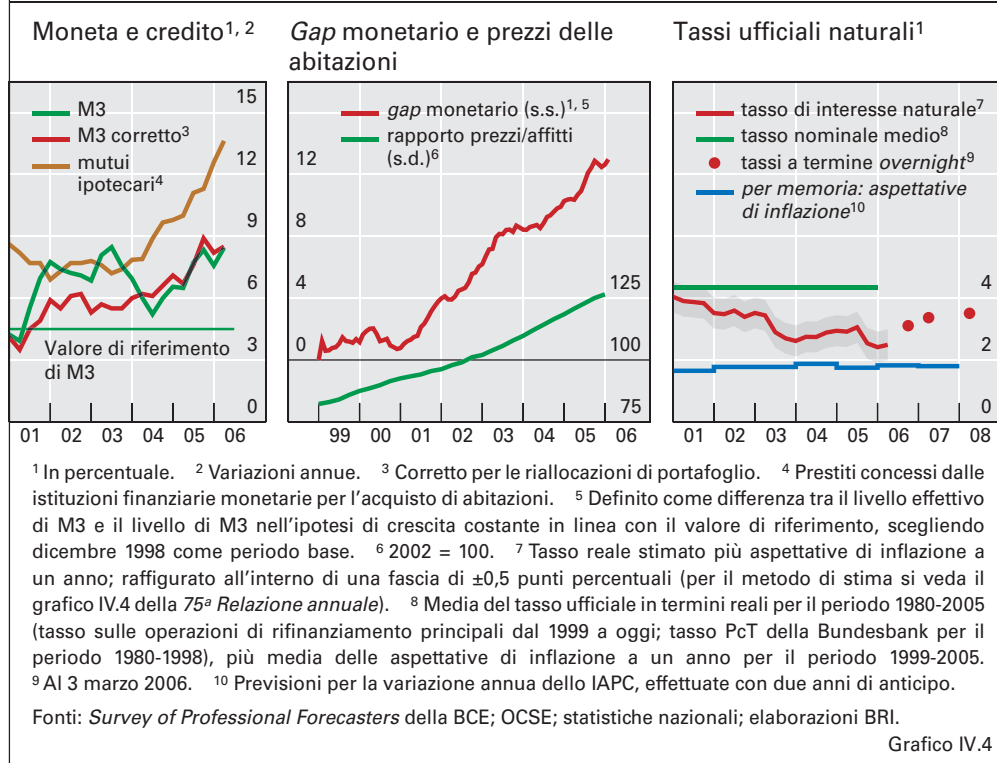 Moneta e credito1, 2
M3
M3 corretto3
mutui
ipotecari4
15
12
9
6
3
0
Valore di riferimento
di M3
01 02 03 04 05 06
Gap monetario e prezzi delle
abitazioni
gap monetario (s.s.)1, 5
rapporto prezzi/affitti
(s.d.)6
12
8
4
0
125
100
75
99 00 01 02 03 04 05 06
Tassi ufficiali naturali1
tasso di interesse naturale7
tasso nominale medio8
tassi a termine overnight9
per memoria: aspettative
di inflazione10
4
2
0
01 02 03 04 05 06 07 08
1 In percentuale. 2 Variazioni annue. 3 Corretto per le riallocazioni di portafoglio. 4 Prestiti concessi dalle
istituzioni finanziarie monetarie per l'acquisto di abitazioni. 5 Definito come differenza tra il livello effettivo
di M3 e il livello di M3 nell'ipotesi di crescita costante in linea con il valore di riferimento, scegliendo
dicembre 1998 come periodo base. 6 2002 = 100. 7 Tasso reale stimato più aspettative di inflazione a
un anno; raffigurato all'interno di una fascia di ±0,5 punti percentuali (per il metodo di stima si veda il
grafico IV.4 della 75a Relazione annuale). 8 Media del tasso ufficiale in termini reali per il periodo 1980-2005
(tasso sulle operazioni di rifinanziamento principali dal 1999 a oggi; tasso PcT della Bundesbank per il
periodo 1980-1998), più media delle aspettative di inflazione a un anno per il periodo 1999-2005.
9 Al 3 marzo 2006. 10 Previsioni per la variazione annua dello IAPC, effettuate con due anni di anticipo.
Fonti: Survey of Professional Forecasters della BCE; OCSE; statistiche nazionali; elaborazioni BRI.
Grafico IV.4